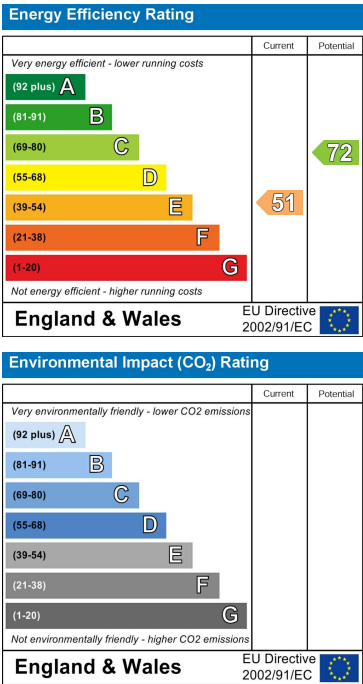 Energy Efficiency Rating
Current Potential
Very energy efficient - lower running costs
(92 plus) A
(81-91) B
(69-80) C
72
(55-68) D
(39-54) E
51
(21-38) F
(1-20) G
Not energy efficient - higher running costs
England & Wales
EU Directive
2002/91/EC
Environmental Impact (CO₂) Rating
Current Potential
Very environmentally friendly - lower CO2 emissions
(92 plus) A
(81-91) B
(69-80) C
(55-68) D
(39-54) E
(21-38) F
(1-20) G
Not environmentally friendly - higher CO2 emissions
England & Wales
EU Directive
2002/91/EC